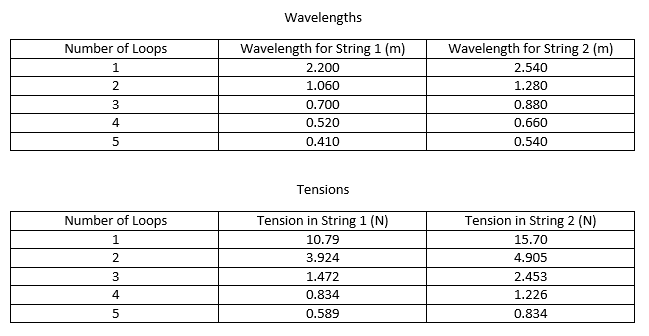 Wavelengths
Number of Loops Wavelength for String 1 (m) Wavelength for String 2 (m)
1 2.200 2.540
2 1.060 1.280
3 0.700 0.880
4 0.520 0.660
5 0.410 0.540
Tensions
Number of Loops Tension in String 1 (N) Tension in String 2 (N)
1 10.79 15.70
2 3.924 4.905
3 1.472 2.453
4 0.834 1.226
5 0.589 0.834